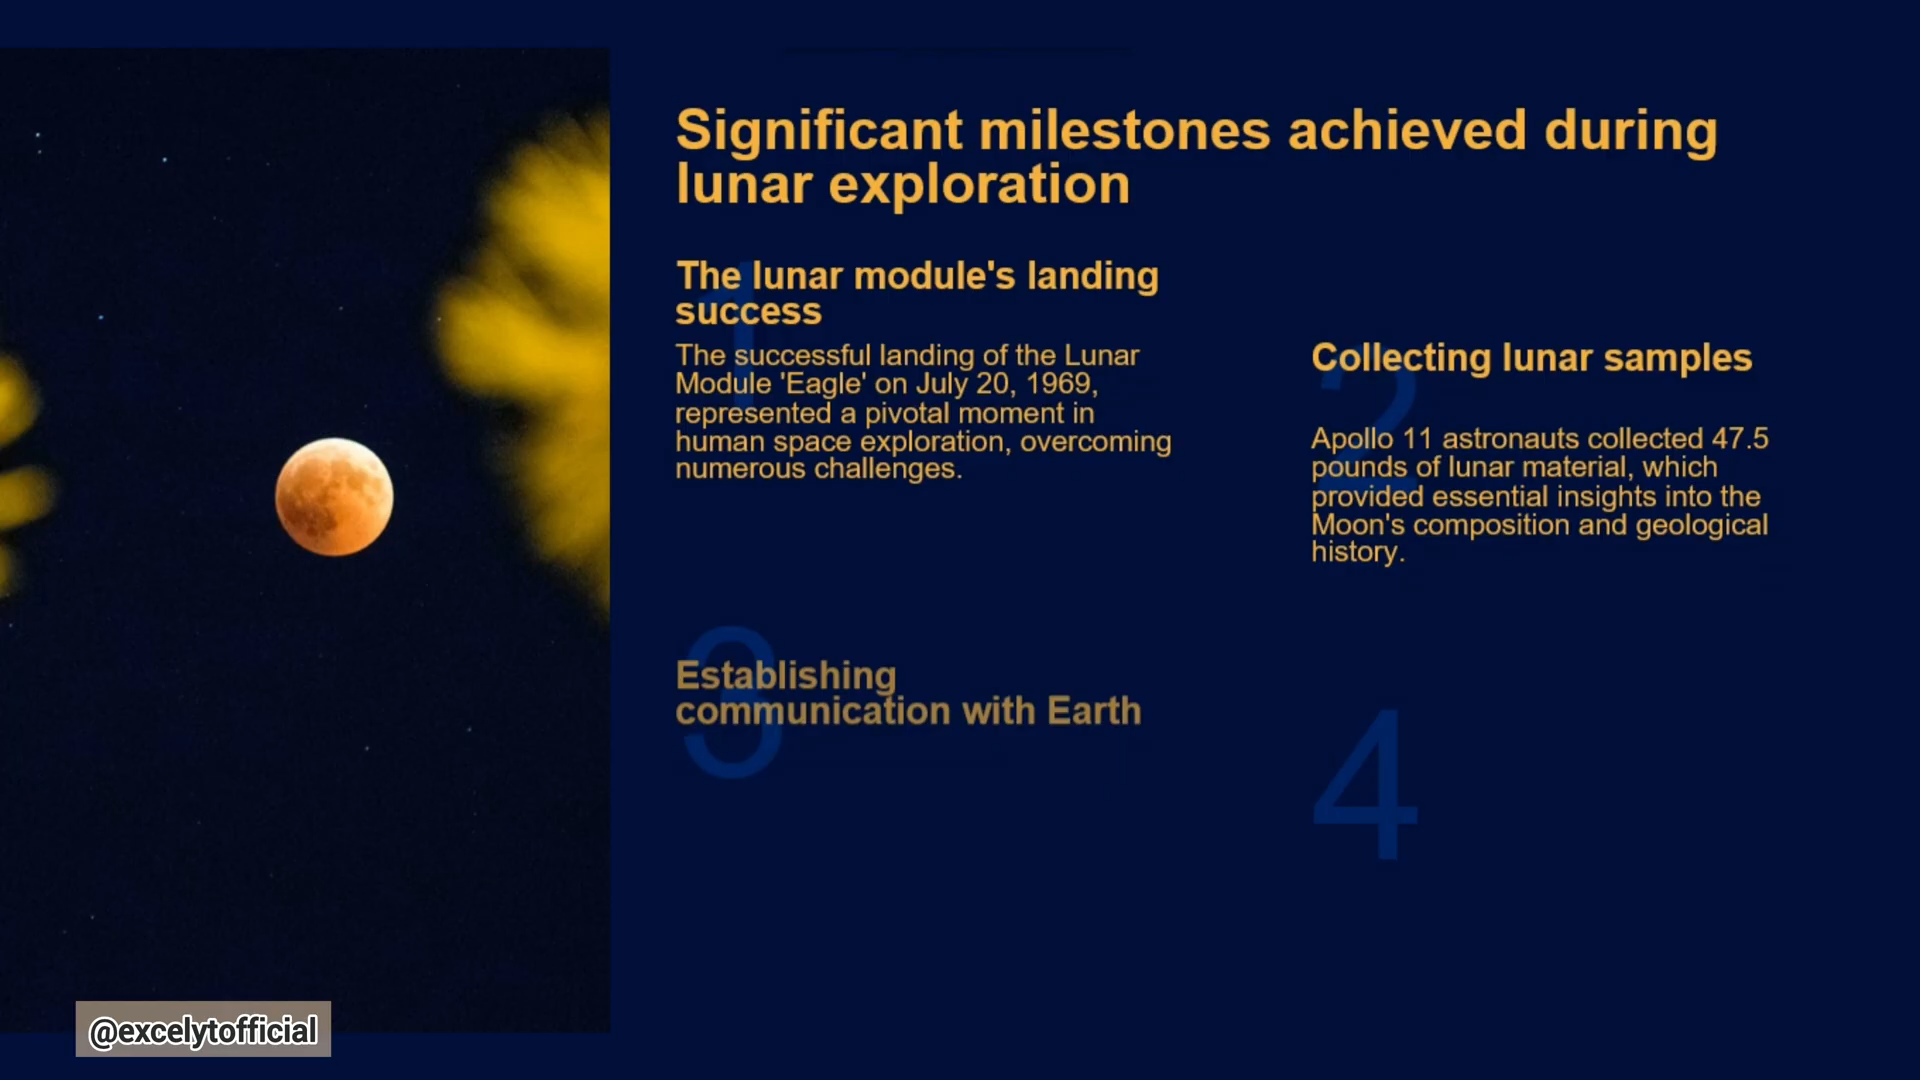 Significant milestones achieved during
lunar exploration
1
The lunar module's landing
success
The successful landing of the Lunar
Module 'Eagle' on July 20, 1969,
represented a pivotal moment in
human space exploration, overcoming
numerous challenges.
2
Collecting lunar samples
Apollo 11 astronauts collected 47.5
pounds of lunar material, which
provided essential insights into the
Moon's composition and geological
history.
3
Establishing
communication with Earth
4
@excelytofficial